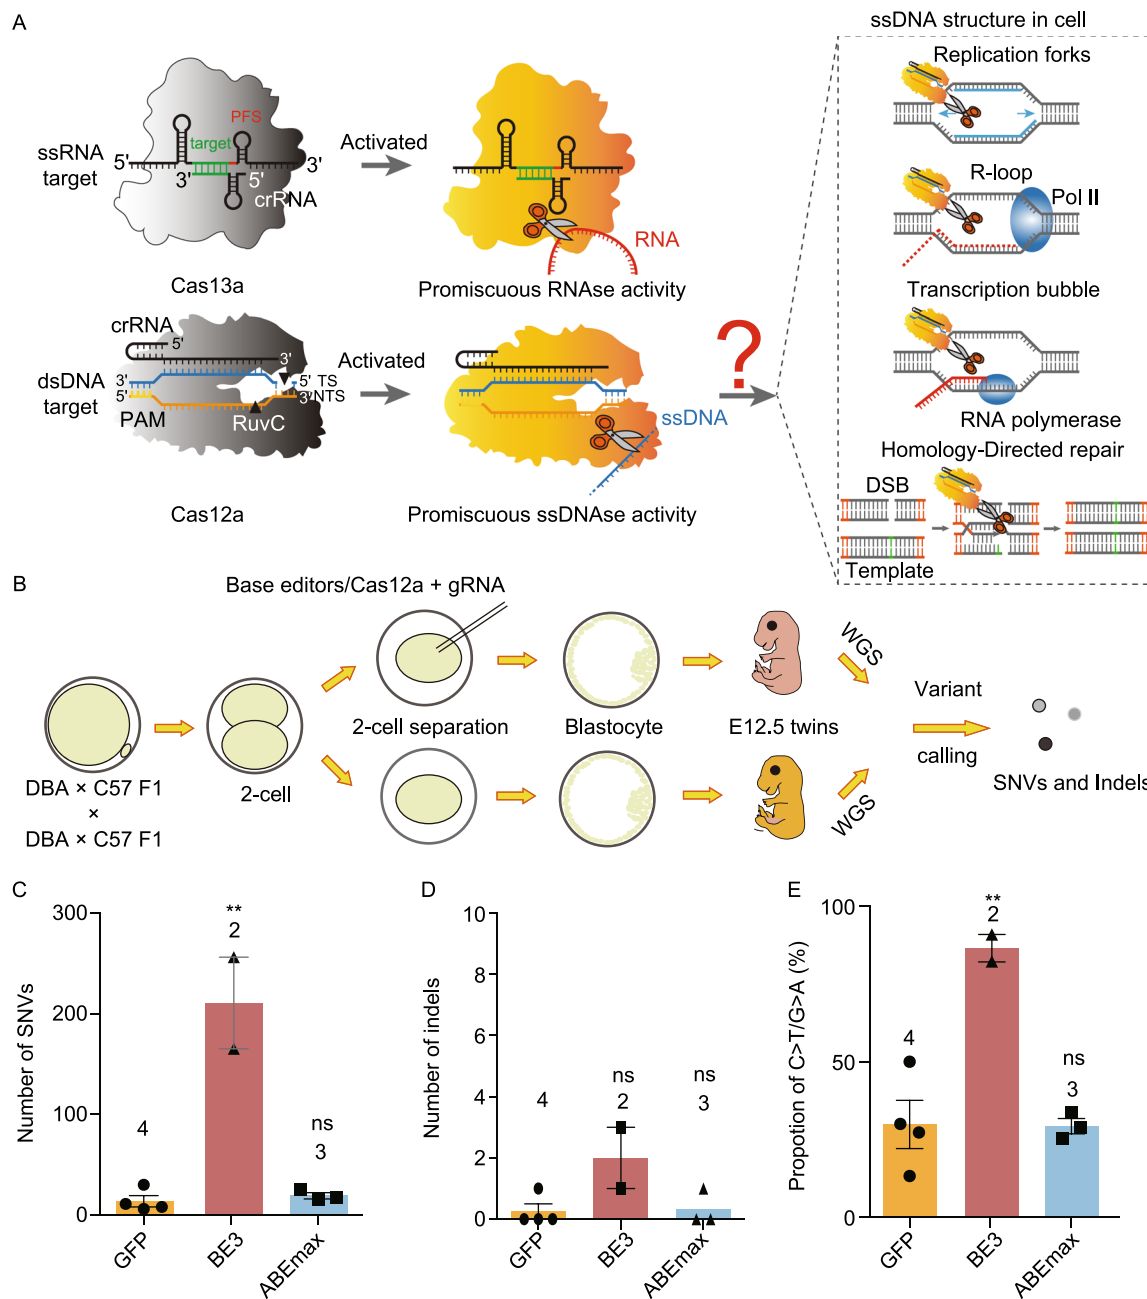 A
ssDNA structure in cell
Replication forks
R-loop
Pol II
Transcription bubble
RNA polymerase
Homology-Directed repair
DSB
Template
PFS
target
ssRNA target
5'
3'
3'
5'
crRNA
Activated
RNA
Cas13a
Promiscuous RNAse activity
crRNA
5'
3'
dsDNA target
3'
5' TS
5'
3' NTS
PAM
RuvC
Activated
ssDNA
?
Cas12a
Promiscuous ssDNAse activity
B
Base editors/Cas12a + gRNA
DBA × C57 F1
×
DBA × C57 F1
2-cell
2-cell separation
Blastocyte
E12.5 twins
WGS
WGS
Variant
calling
SNVs and Indels
C
Number of SNVs
300
200
100
0
4
**
2
ns
3
GFP
BE3
ABEmax
D
Number of indels
10
8
6
4
2
0
4
ns
2
ns
3
GFP
BE3
ABEmax
E
Propotion of C>T/G>A (%)
100
50
0
4
**
2
ns
3
GFP
BE3
ABEmax